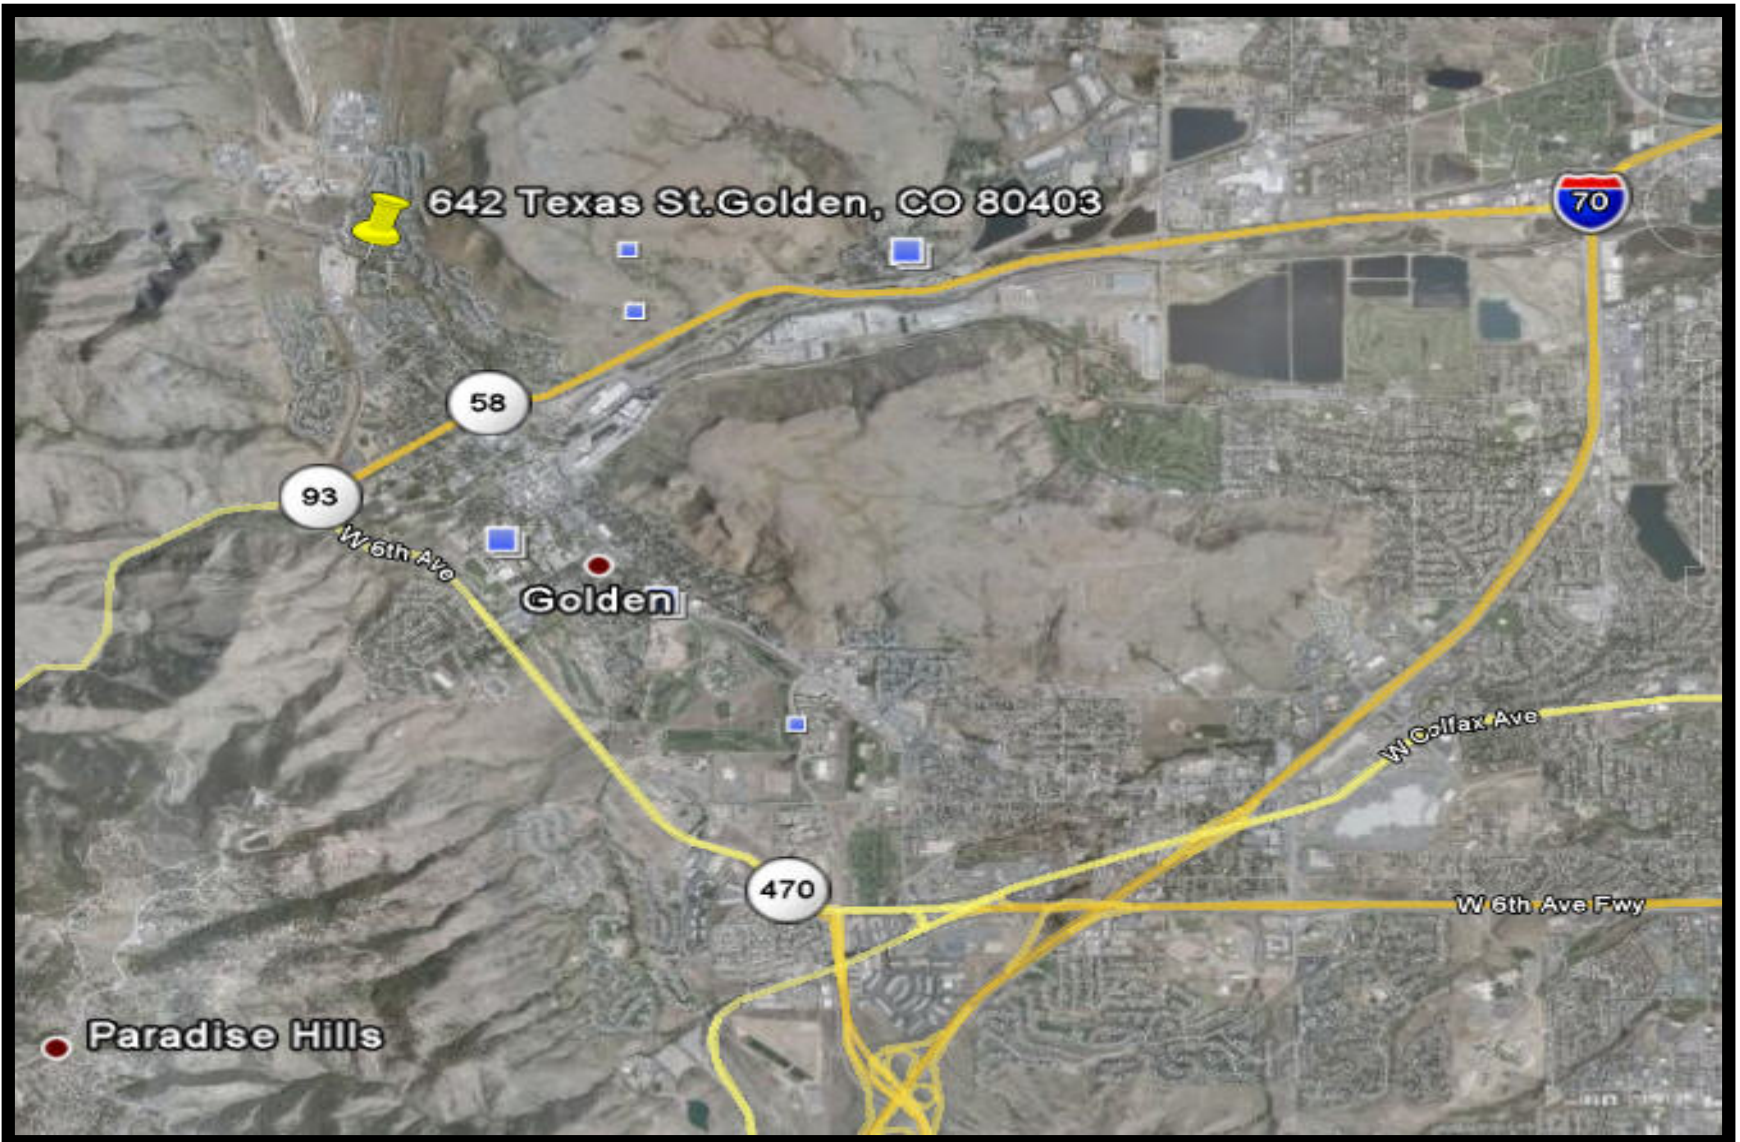 642 Texas St.Golden, CO 80403
70
58
93
W 6th Ave
Golden
W Colfax Ave
470
W 6th Ave Fwy
Paradise Hills